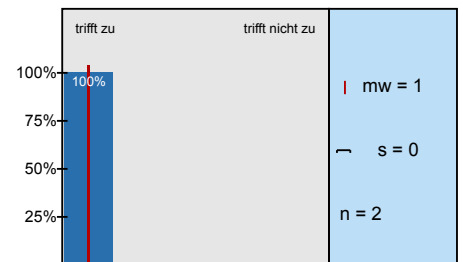 trifft zu trifft nicht zu
100%
100%
mw = 1
75%
s = 0
50%
25%
n = 2